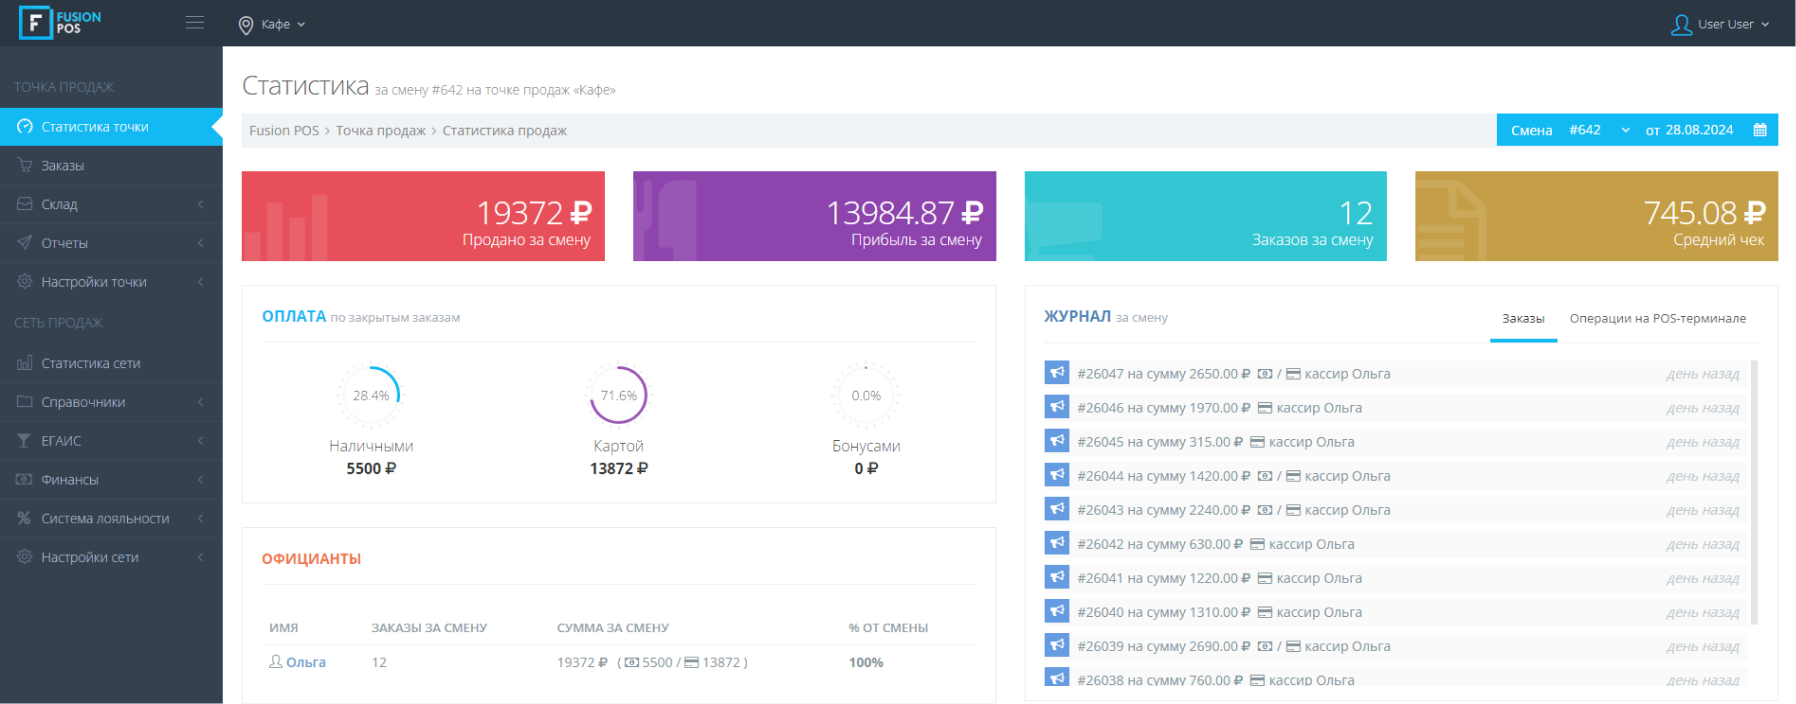 F FUSION POS
Кафе
User User
ТОЧКА ПРОДАЖ
Статистика точки
Заказы
Склад
Отчеты
Настройки точки
СЕТЬ ПРОДАЖ
Статистика сети
Справочники
ЕГАИС
Финансы
Система лояльности
Настройки сети
Статистика за смену #642 на точке продаж «Кафе»
Fusion POS > Точка продаж > Статистика продаж
Смена #642 от 28.08.2024
19372 ₽
Продано за смену
13984.87 ₽
Прибыль за смену
12
Заказов за смену
745.08 ₽
Средний чек
ОПЛАТА по закрытым заказам
28.4%
Наличными
5500 ₽
71.6%
Картой
13872 ₽
0.0%
Бонусами
0 ₽
ОФИЦИАНТЫ
ИМЯ ЗАКАЗЫ ЗА СМЕНУ СУММА ЗА СМЕНУ % ОТ СМЕНЫ
Ольга 12 19372 ₽ ( 5500 / 13872 ) 100%
ЖУРНАЛ за смену
Заказы Операции на POS-терминале
#26047 на сумму 2650.00 ₽ / кассир Ольга день назад
#26046 на сумму 1970.00 ₽ кассир Ольга день назад
#26045 на сумму 315.00 ₽ кассир Ольга день назад
#26044 на сумму 1420.00 ₽ / кассир Ольга день назад
#26043 на сумму 2240.00 ₽ / кассир Ольга день назад
#26042 на сумму 630.00 ₽ кассир Ольга день назад
#26041 на сумму 1220.00 ₽ кассир Ольга день назад
#26040 на сумму 1310.00 ₽ кассир Ольга день назад
#26039 на сумму 2690.00 ₽ / кассир Ольга день назад
#26038 на сумму 760.00 ₽ кассир Ольга день назад